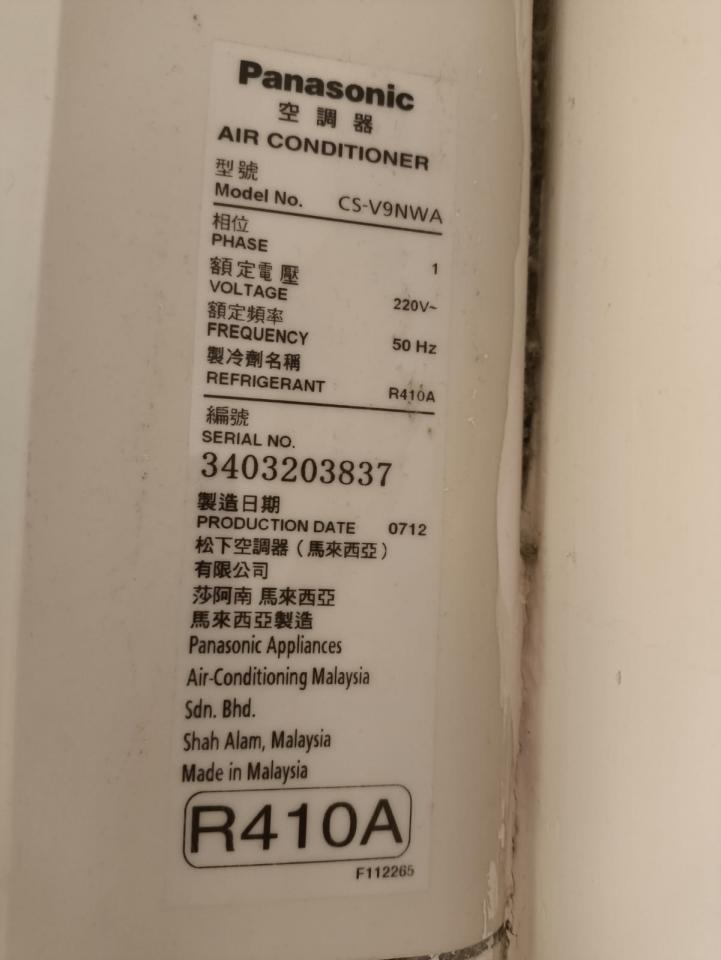 Panasonic
空調器
AIR CONDITIONER
型號
Model No. CS-V9NWA
相位
PHASE 1
額定電壓
VOLTAGE 220V~
額定頻率
FREQUENCY 50 Hz
製冷劑名稱
REFRIGERANT R410A
編號
SERIAL NO.
3403203837
製造日期
PRODUCTION DATE 0712
松下空調器（馬來西亞）
有限公司
莎阿南 馬來西亞
馬來西亞製造
Panasonic Appliances
Air-Conditioning Malaysia
Sdn. Bhd.
Shah Alam, Malaysia
Made in Malaysia
R410A
F112265